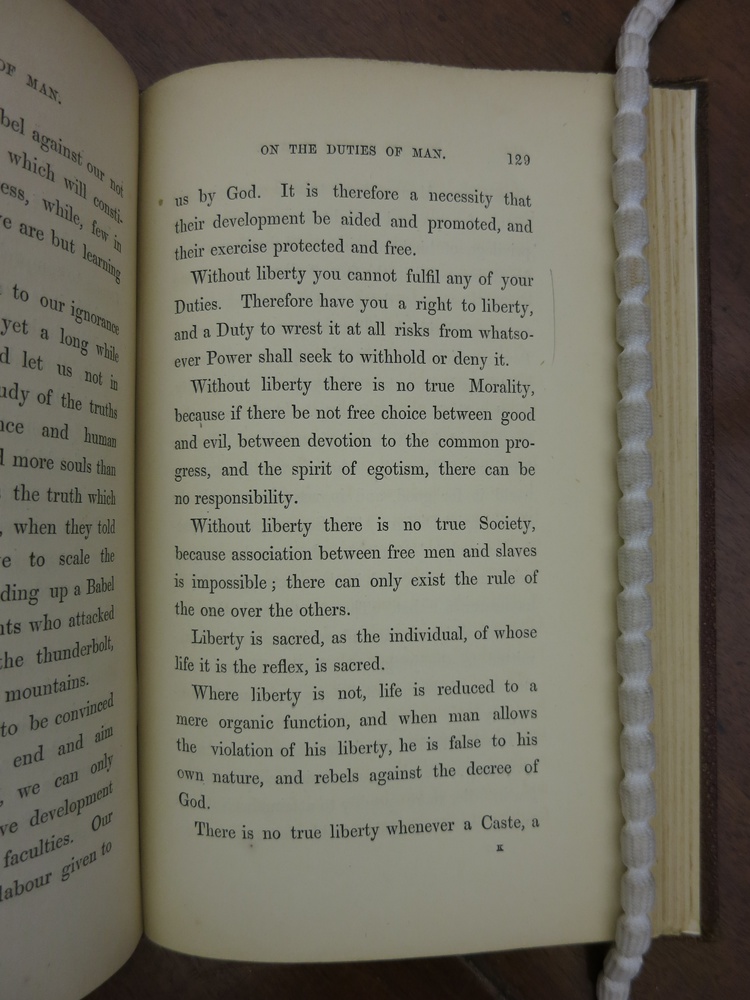 OF MAN.
bel against our not
which will consti-
ess, while, few in
e are but learning
to our ignorance
yet a long while
d let us not in
udy of the truths
nce and human
d more souls than
the truth which
, when they told
e to scale the
ding up a Babel
nts who attacked
the thunderbolt,
mountains.
to be convinced
end and aim
, we can only
ve development
faculties. Our
labour given to
ON THE DUTIES OF MAN. 129
us by God. It is therefore a necessity that
their development be aided and promoted, and
their exercise protected and free.
Without liberty you cannot fulfil any of your
Duties. Therefore have you a right to liberty,
and a Duty to wrest it at all risks from whatso-
ever Power shall seek to withhold or deny it.
Without liberty there is no true Morality,
because if there be not free choice between good
and evil, between devotion to the common pro-
gress, and the spirit of egotism, there can be
no responsibility.
Without liberty there is no true Society,
because association between free men and slaves
is impossible; there can only exist the rule of
the one over the others.
Liberty is sacred, as the individual, of whose
life it is the reflex, is sacred.
Where liberty is not, life is reduced to a
mere organic function, and when man allows
the violation of his liberty, he is false to his
own nature, and rebels against the decree of
God.
There is no true liberty whenever a Caste, a
K